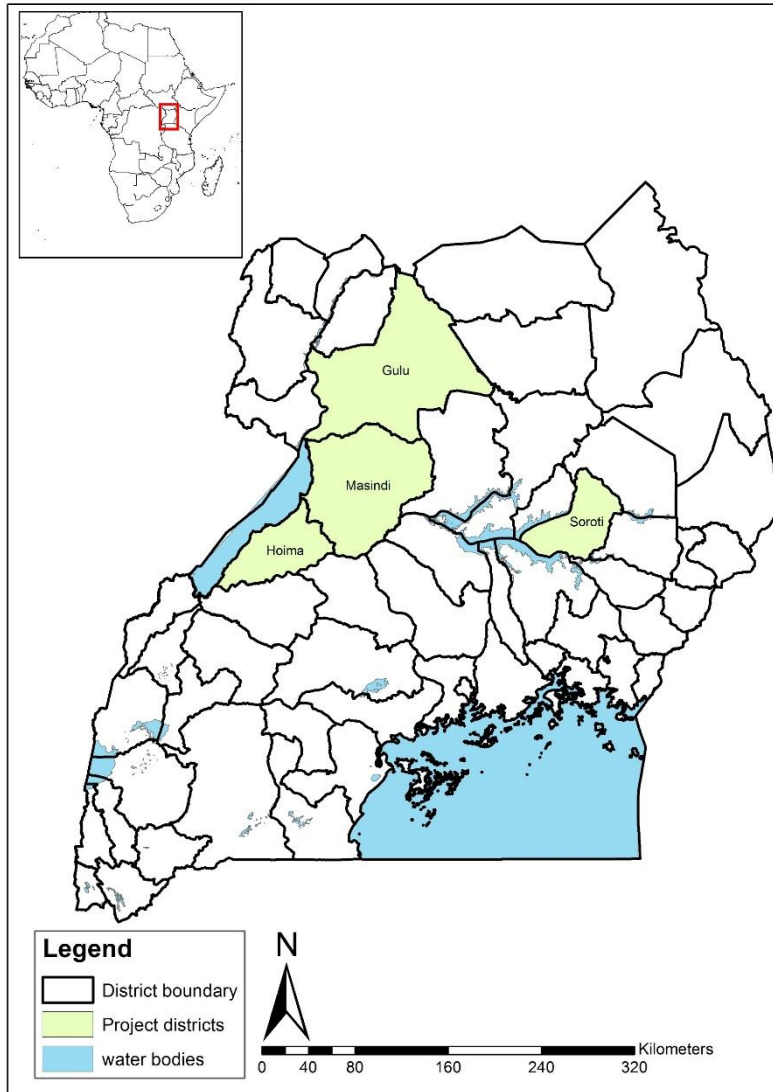 Gulu
Masindi
Soroti
Hoima
Legend
District boundary
Project districts
water bodies
N
Kilometers
0 40 80 160 240 320